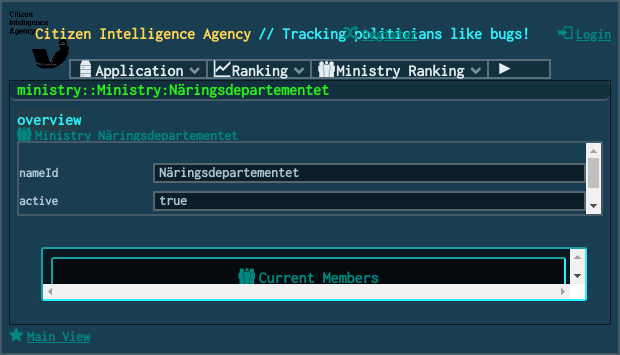 Citizen
Intelligence
Agency
Citizen Intelligence Agency // Tracking politicians like bugs!
Register
Login
Application
Ranking
Ministry Ranking
ministry::Ministry:Näringsdepartementet
overview
Ministry Näringsdepartementet
nameId
Näringsdepartementet
active
true
Current Members
Main View